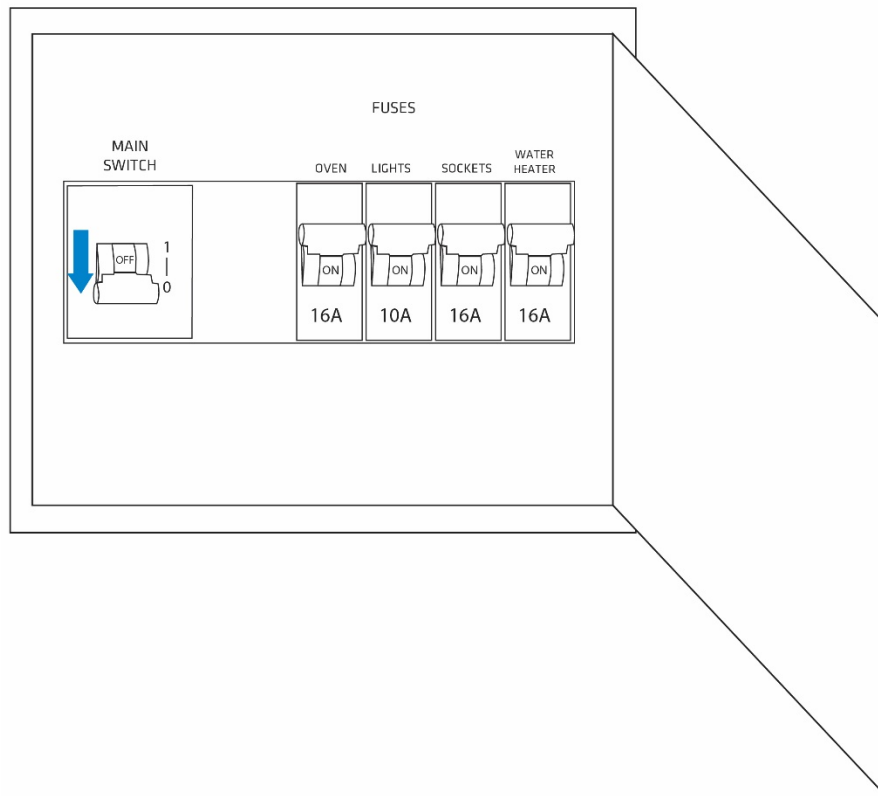 FUSES
MAIN
SWITCH
OVEN LIGHTS SOCKETS WATER
HEATER
OFF 1
0
ON ON ON ON
16A 10A 16A 16A